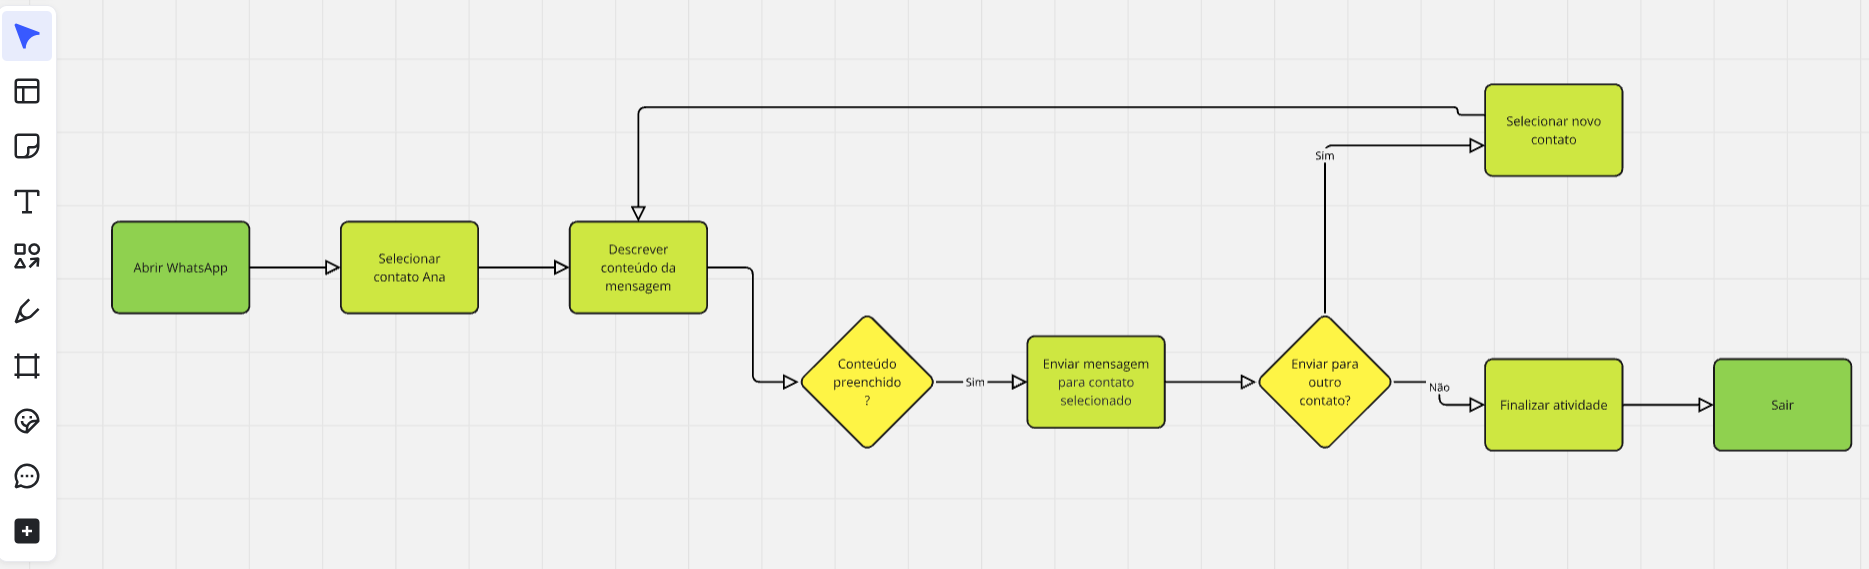 Abrir WhatsApp
Selecionar
contato Ana
Descrever
conteúdo da
mensagem
Conteúdo
preenchido
?
Sim
Enviar mensagem
para contato
selecionado
Enviar para
outro
contato?
Sim
Selecionar novo
contato
Não
Finalizar atividade
Sair